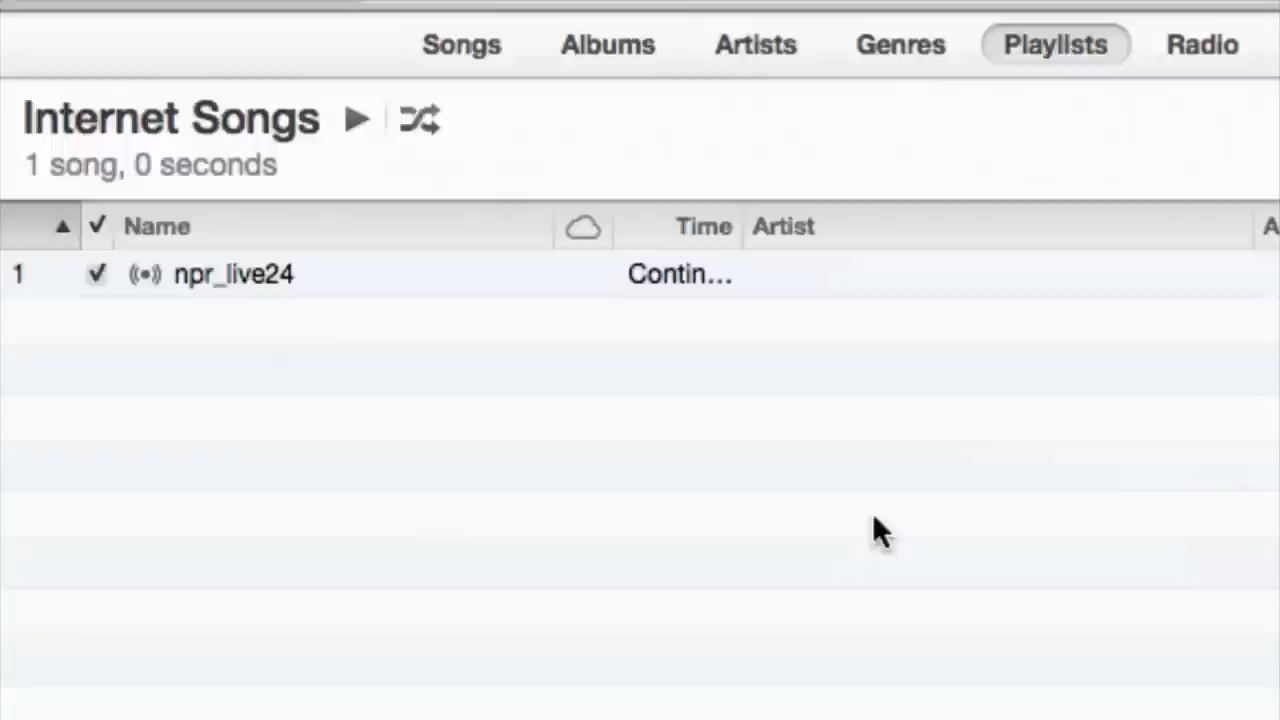 Songs Albums Artists Genres Playlists Radio
Internet Songs
1 song, 0 seconds
Name Time Artist A
1 npr_live24 Contin...